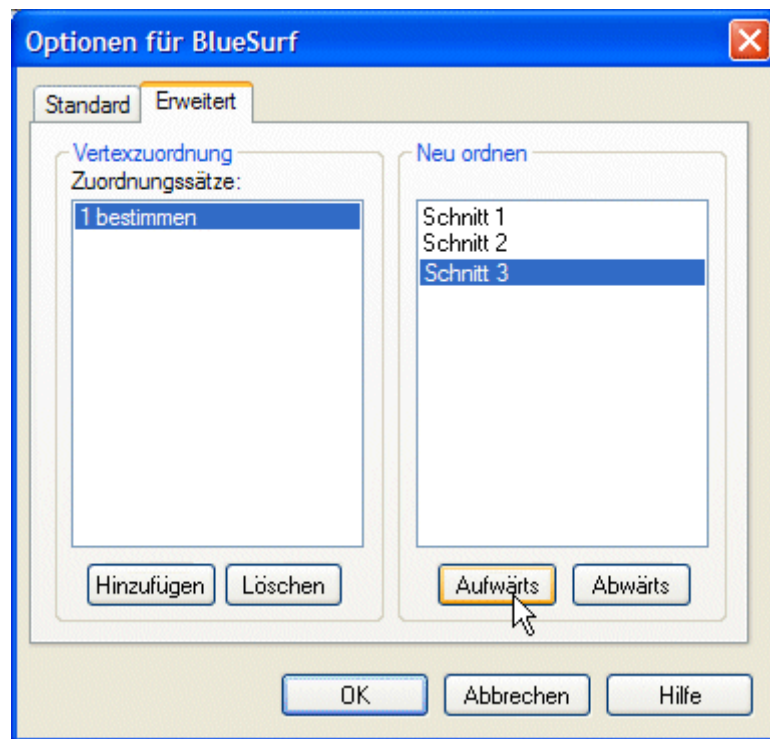 Optionen für BlueSurf
Standard
Erweitert
Vertexzuordnung
Zuordnungssätze:
1 bestimmen
Hinzufügen
Löschen
Neu ordnen
Schnitt 1
Schnitt 2
Schnitt 3
Aufwärts
Abwärts
OK
Abbrechen
Hilfe